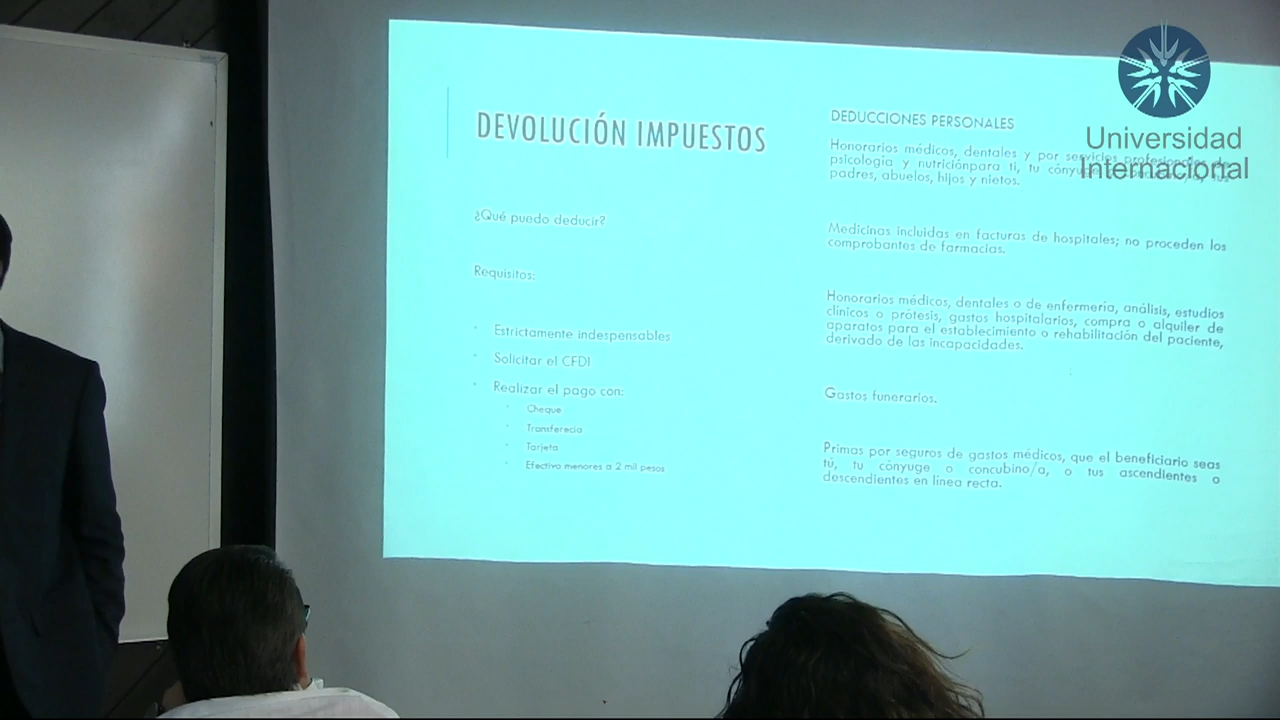 DEVOLUCIÓN IMPUESTOS
¿Qué puedo deducir?
Requisitos:
Estrictamente indespensables
Solicitar el CFDI
Realizar el pago con:
Cheque
Transferecia
Tarjeta
Efectivo menores a 2 mil pesos
DEDUCCIONES PERSONALES
Honorarios médicos, dentales y por servicios profesionales de
psicología y nutriciónpara ti, tu cónyuge
padres, abuelos, hijos y nietos.
Medicinas incluidas en facturas de hospitales; no proceden los
comprobantes de farmacias.
Honorarios médicos, dentales o de enfermería, análisis, estudios
clínicos o prótesis, gastos hospitalarios, compra o alquiler de
aparatos para el establecimiento o rehabilitación del paciente,
derivado de las incapacidades.
Gastos funerarios.
Primas por seguros de gastos médicos, que el beneficiario seas
tú, tu cónyuge o concubino/a, o tus ascendientes o
descendientes en línea recta.
Universidad
Internacional